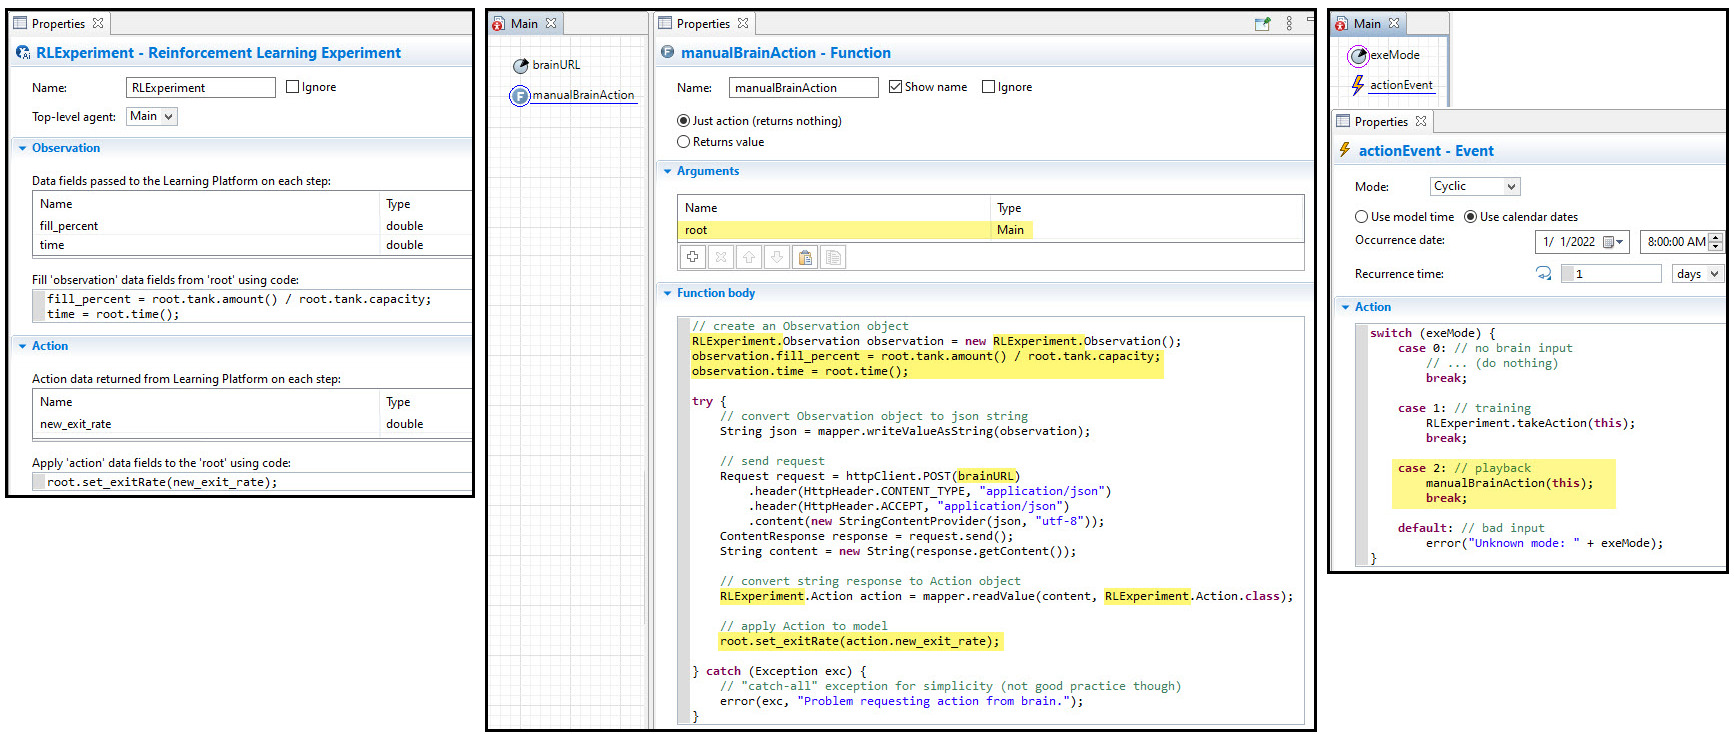 Properties
RLExperiment - Reinforcement Learning Experiment
Name: RLExperiment Ignore
Top-level agent: Main
Observation
Data fields passed to the Learning Platform on each step:
Name Type
fill_percent double
time double
Fill 'observation' data fields from 'root' using code:
fill_percent = root.tank.amount() / root.tank.capacity;
time = root.time();
Action
Action data returned from Learning Platform on each step:
Name Type
new_exit_rate double
Apply 'action' data fields to the 'root' using code:
root.set_exitRate(new_exit_rate);
Main
brainURL
manualBrainAction
Properties
manualBrainAction - Function
Name: manualBrainAction Show name Ignore
Just action (returns nothing)
Returns value
Arguments
Name Type
root Main
Function body
// create an Observation object
RLExperiment.Observation observation = new RLExperiment.Observation();
observation.fill_percent = root.tank.amount() / root.tank.capacity;
observation.time = root.time();
try {
// convert Observation object to json string
String json = mapper.writeValueAsString(observation);
// send request
Request request = httpClient.POST(brainURL)
.header(HttpHeader.CONTENT_TYPE, "application/json")
.header(HttpHeader.ACCEPT, "application/json")
.content(new StringContentProvider(json, "utf-8"));
ContentResponse response = request.send();
String content = new String(response.getContent());
// convert string response to Action object
RLExperiment.Action action = mapper.readValue(content, RLExperiment.Action.class);
// apply Action to model
root.set_exitRate(action.new_exit_rate);
} catch (Exception exc) {
// "catch-all" exception for simplicity (not good practice though)
error(exc, "Problem requesting action from brain.");
}
Main
exeMode
actionEvent
Properties
actionEvent - Event
Mode: Cyclic
Use model time Use calendar dates
Occurrence date: 1/ 1/2022 8:00:00 AM
Recurrence time: 1 days
Action
switch (exeMode) {
case 0: // no brain input
// ... (do nothing)
break;
case 1: // training
RLExperiment.takeAction(this);
break;
case 2: // playback
manualBrainAction(this);
break;
default: // bad input
error("Unknown mode: " + exeMode);
}